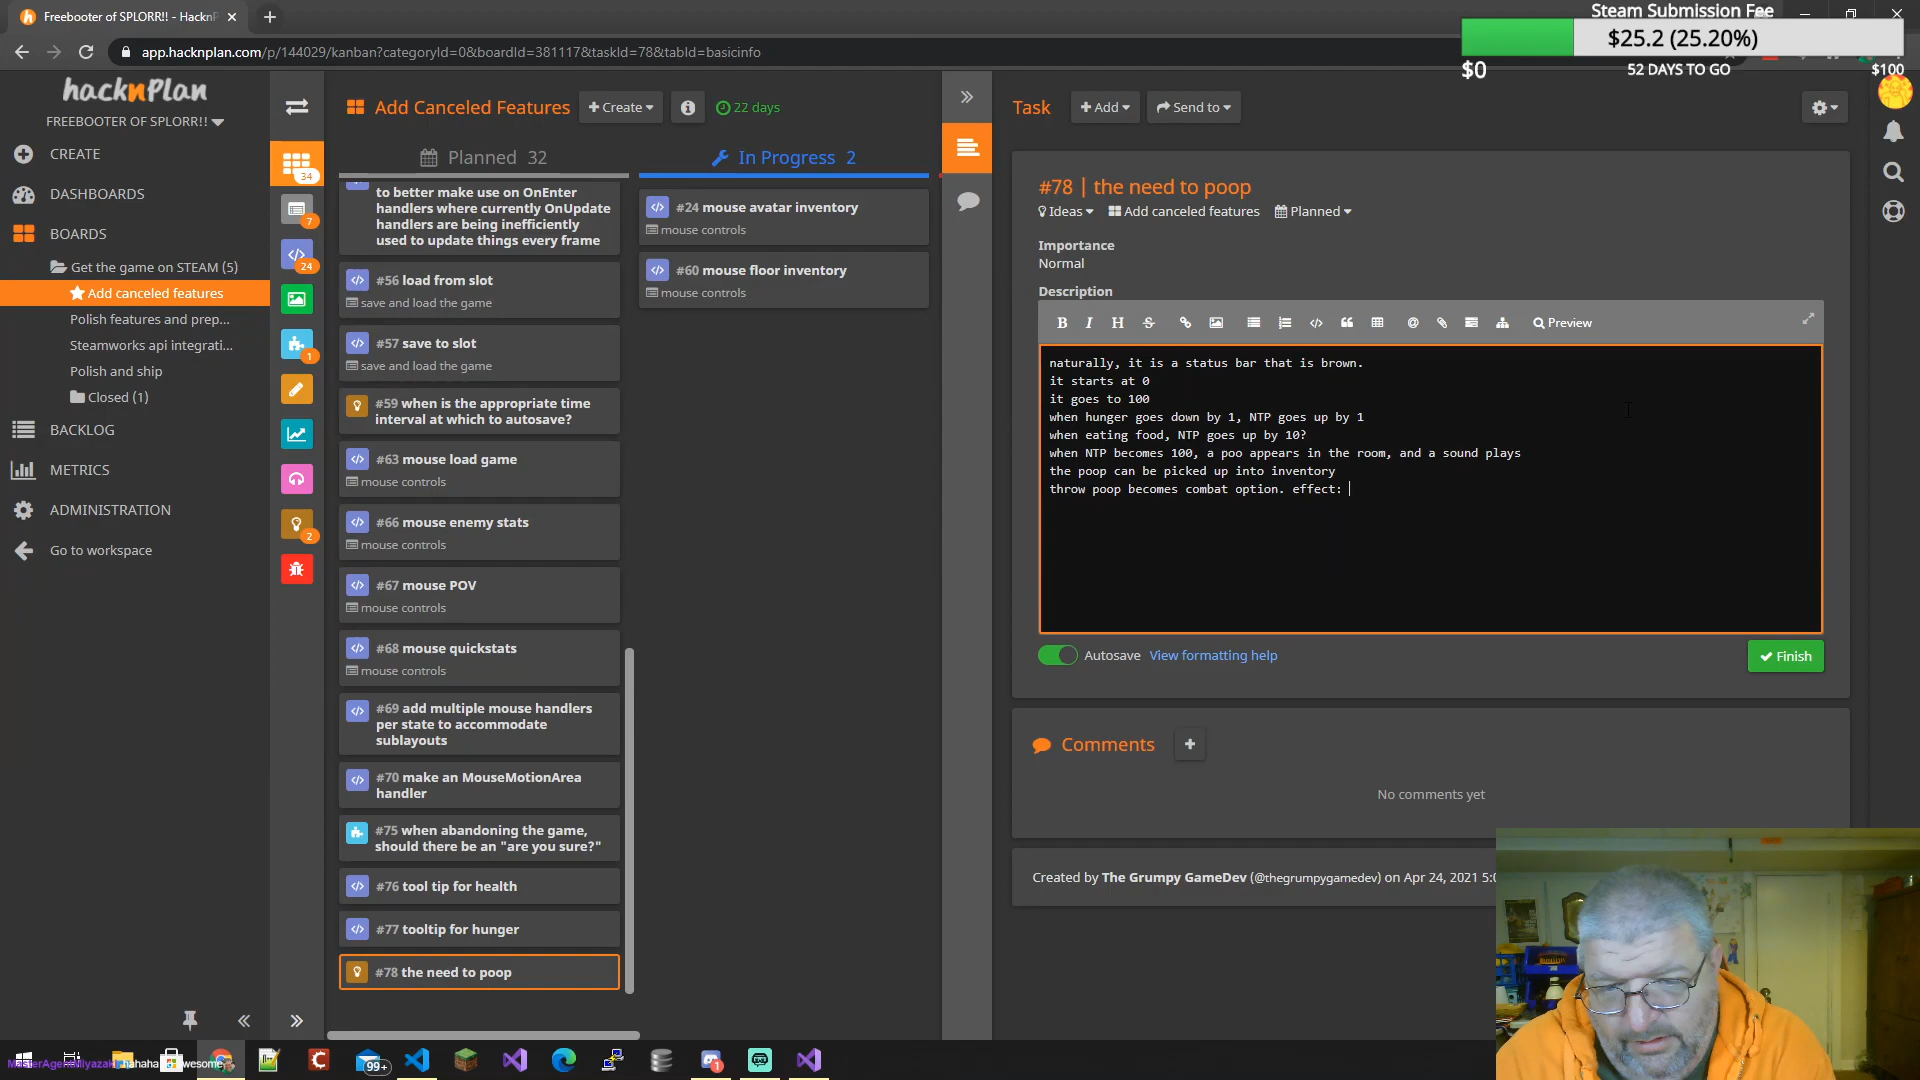 Freebooter of SPLORR!! - HacknP
app.hacknplan.com/p/144029/kanban?categoryId=0&boardId=381117&taskId=78&tabId=basicinfo
Steam Submission Fee
$25.2 (25.20%)
$0
52 DAYS TO GO
$100
hacknPlan
FREEBOOTER OF SPLORR!!
CREATE
DASHBOARDS
BOARDS
Get the game on STEAM (5)
Add canceled features
Polish features and prep...
Steamworks api integrati...
Polish and ship
Closed (1)
BACKLOG
METRICS
ADMINISTRATION
Go to workspace
34
7
24
1
2
Add Canceled Features
Create
22 days
Planned 32
In Progress 2
to better make use on OnEnter
handlers where currently OnUpdate
handlers are being inefficiently
used to update things every frame
#56 load from slot
save and load the game
#57 save to slot
save and load the game
#59 when is the appropriate time
interval at which to autosave?
#63 mouse load game
mouse controls
#66 mouse enemy stats
mouse controls
#67 mouse POV
mouse controls
#68 mouse quickstats
mouse controls
#69 add multiple mouse handlers
per state to accommodate
sublayouts
#70 make an MouseMotionArea
handler
#75 when abandoning the game,
should there be an "are you sure?"
#76 tool tip for health
#77 tooltip for hunger
#78 the need to poop
#24 mouse avatar inventory
mouse controls
#60 mouse floor inventory
mouse controls
Task
Add
Send to
#78 | the need to poop
Ideas
Add canceled features
Planned
Importance
Normal
Description
B I H S
Preview
naturally, it is a status bar that is brown.
it starts at 0
it goes to 100
when hunger goes down by 1, NTP goes up by 1
when eating food, NTP goes up by 10?
when NTP becomes 100, a poo appears in the room, and a sound plays
the poop can be picked up into inventory
throw poop becomes combat option. effect:
Autosave
View formatting help
Finish
Comments
No comments yet
Created by The Grumpy GameDev (@thegrumpygamedev) on Apr 24, 2021 5:0
99+
1